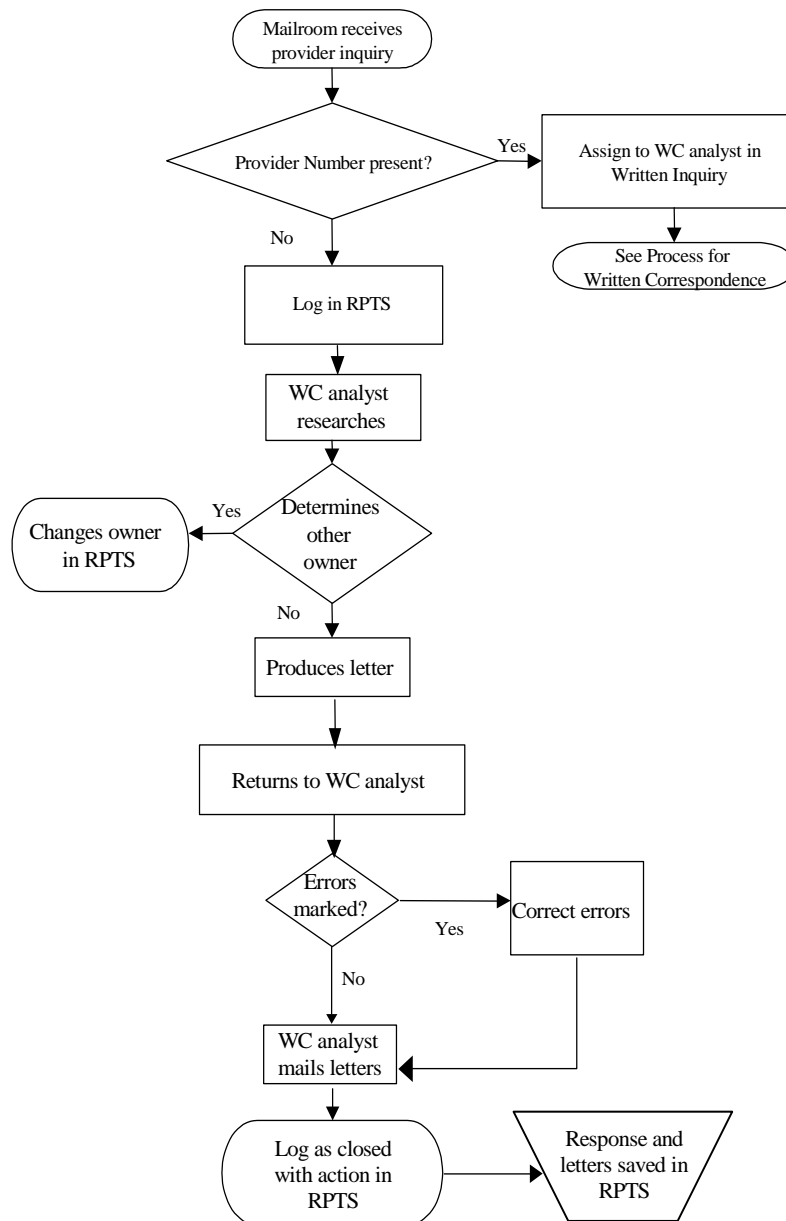 Mailroom receives
provider inquiry
Provider Number present?
Yes
Assign to WC analyst in
Written Inquiry
See Process for
Written Correspondence
No
Log in RPTS
WC analyst
researches
Determines
other
owner
Yes
Changes owner
in RPTS
No
Produces letter
Returns to WC analyst
Errors
marked?
Yes
Correct errors
No
WC analyst
mails letters
Log as closed
with action in
RPTS
Response and
letters saved in
RPTS